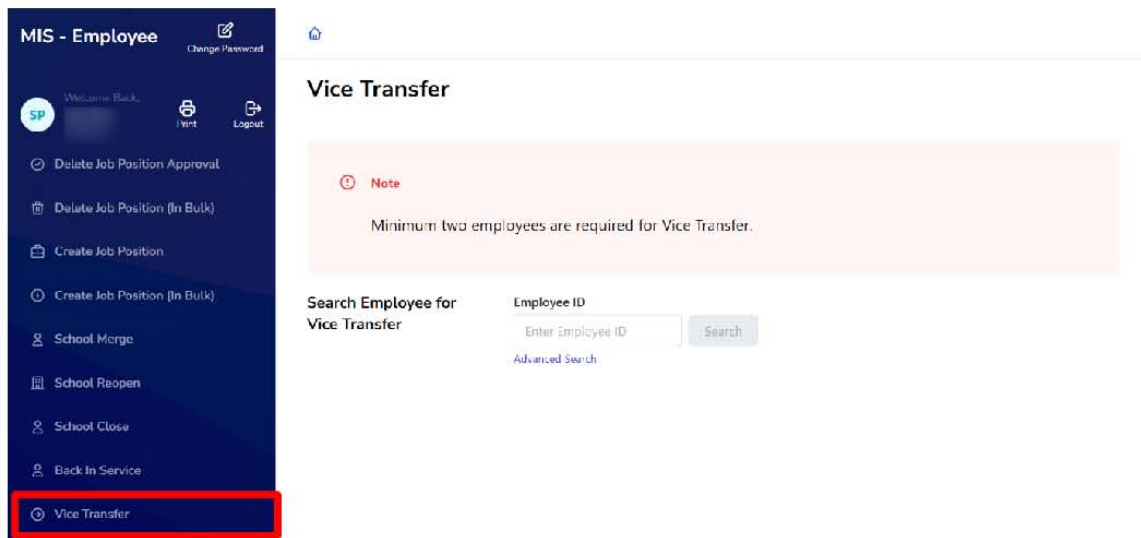 MIS - Employee
Change Password
Welcome Back,
SP
Print
Logout
Delete Job Position Approval
Delete Job Position (In Bulk)
Create Job Position
Create Job Position (In Bulk)
School Merge
School Reopen
School Close
Back In Service
Vice Transfer
Vice Transfer
Note
Minimum two employees are required for Vice Transfer.
Search Employee for
Vice Transfer
Employee ID
Enter Employee ID
Search
Advanced Search